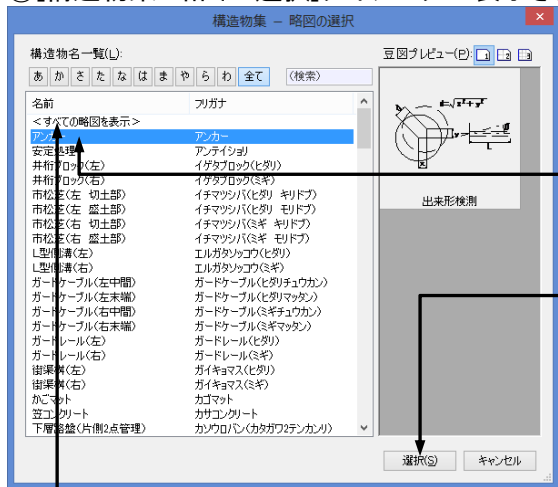 構造物集 － 略図の選択
構造物名一覧(L):
豆図プレビュー(P):
あ か さ た な は ま や ら わ 全て (検索)
名前 フリガナ
＜すべての略図を表示＞
アンカー アンカー
安定処理 アンテイショリ
井桁ブロック(左) イゲタブロック(ヒダリ)
井桁ブロック(右) イゲタブロック(ミギ)
市松芝(左 切土部) イチマツシバ(ヒダリ キリドブ)
市松芝(左 盛土部) イチマツシバ(ヒダリ モリドブ)
市松芝(右 切土部) イチマツシバ(ミギ キリドブ)
市松芝(右 盛土部) イチマツシバ(ミギ モリドブ)
L型側溝(左) エルガタソッコウ(ヒダリ)
L型側溝(右) エルガタソッコウ(ミギ)
ガードケーブル(左中間) ガードケーブル(ヒダリチュウカン)
ガードケーブル(左末端) ガードケーブル(ヒダリマッタン)
ガードケーブル(右中間) ガードケーブル(ミギチュウカン)
ガードケーブル(右末端) ガードケーブル(ミギマッタン)
ガードレール(左) ガードレール(ヒダリ)
ガードレール(右) ガードレール(ミギ)
街渠桝(左) ガイキョマス(ヒダリ)
街渠桝(右) ガイキョマス(ミギ)
かごマット カゴマット
笠コンクリート カサコンクリート
下層路盤(片側2点管理) カソウロバン(カタガワ2テンカンリ)
出来形検測
選択(S) キャンセル